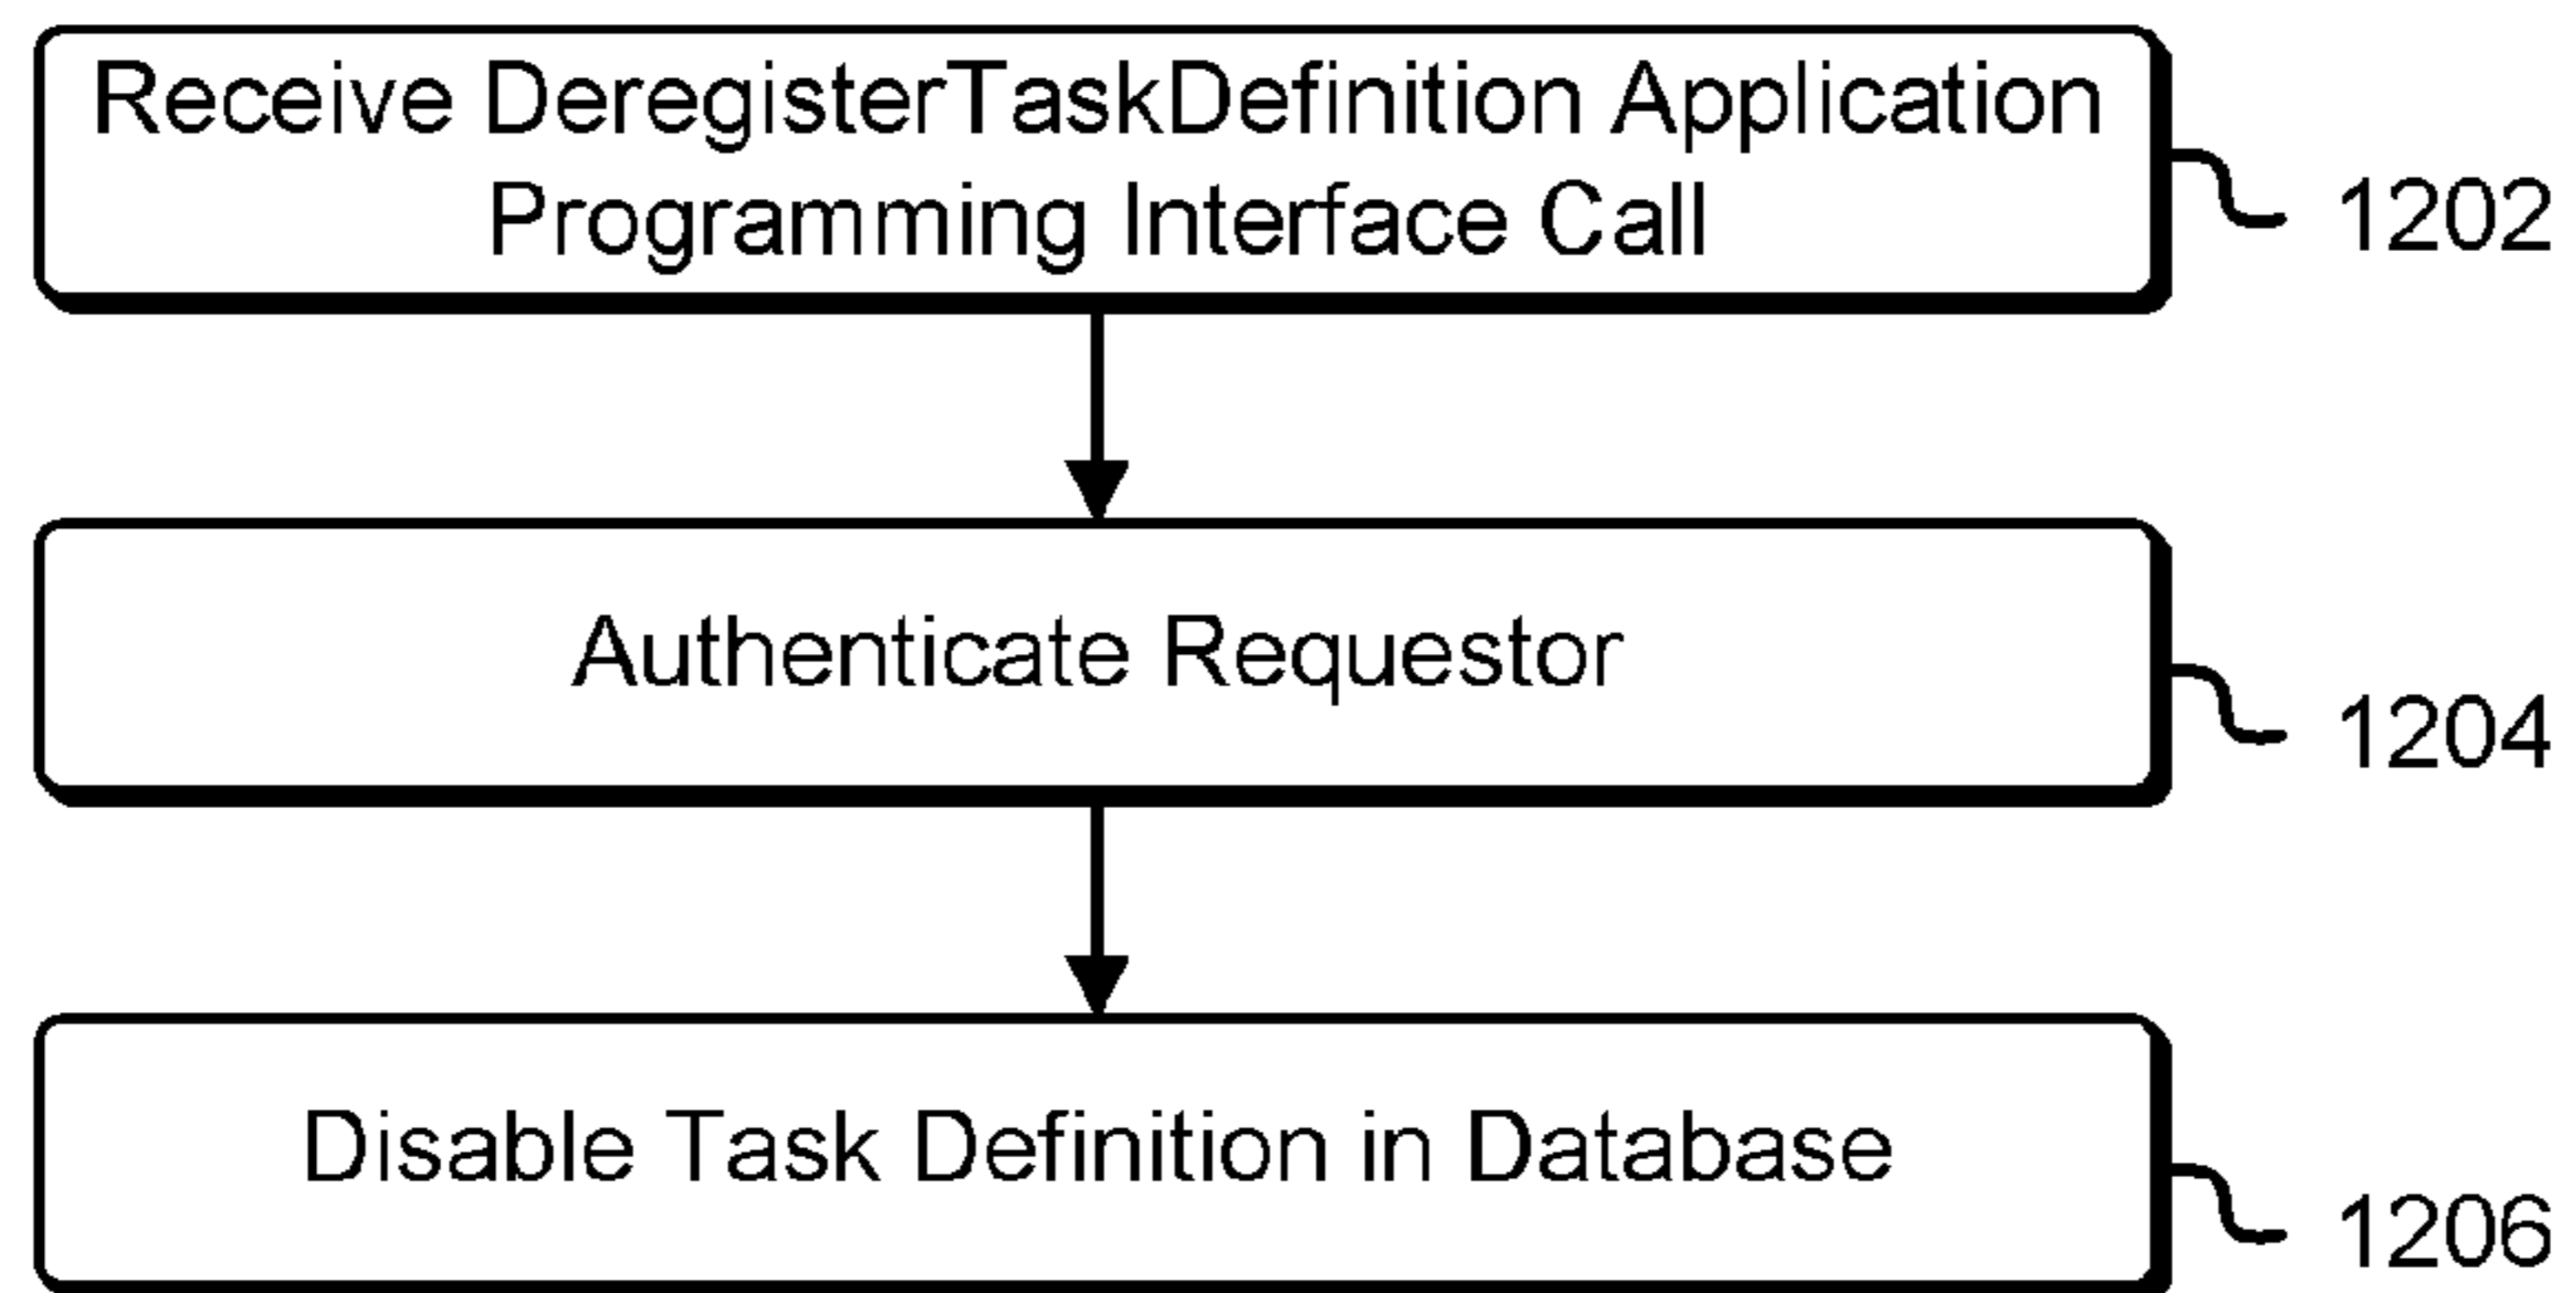 Receive DeregisterTaskDefinition Application
Programming Interface Call
1202
Authenticate Requestor
1204
Disable Task Definition in Database
1206